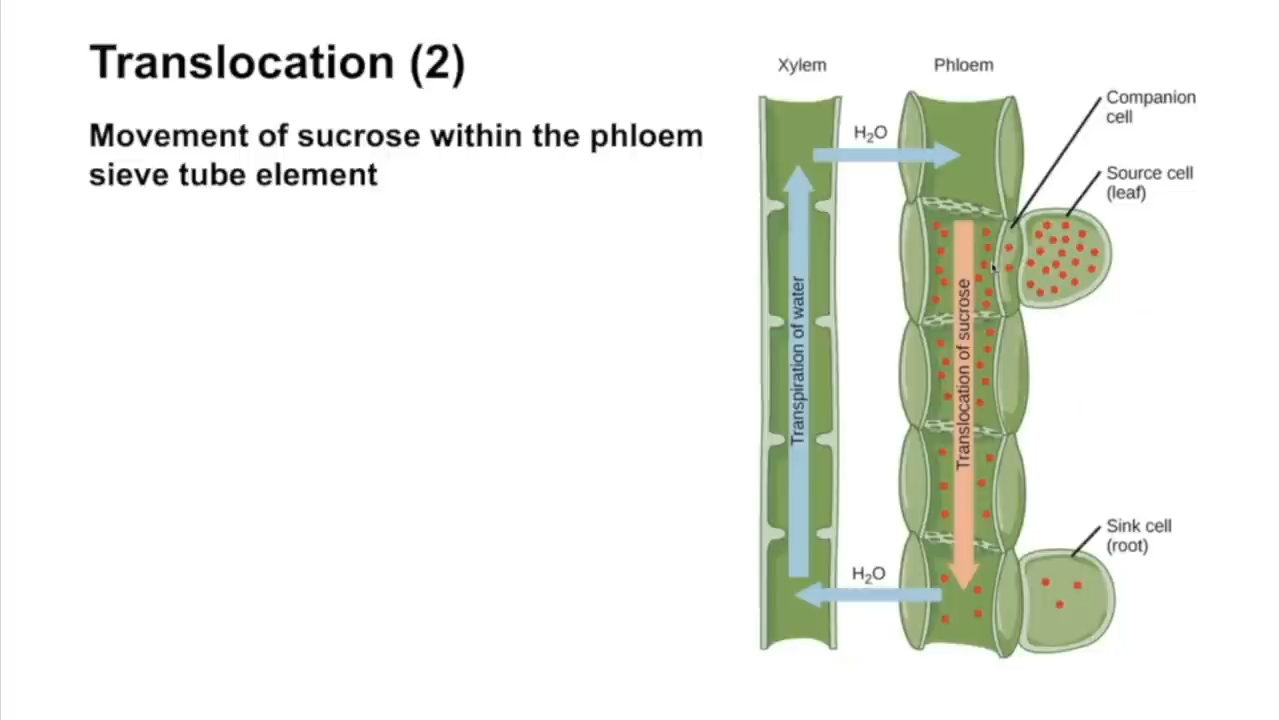 Translocation (2)
Movement of sucrose within the phloem
sieve tube element
Xylem
Phloem
H₂O
Companion
cell
Source cell
(leaf)
Transpiration of water
Translocation of sucrose
Sink cell
(root)
H₂O